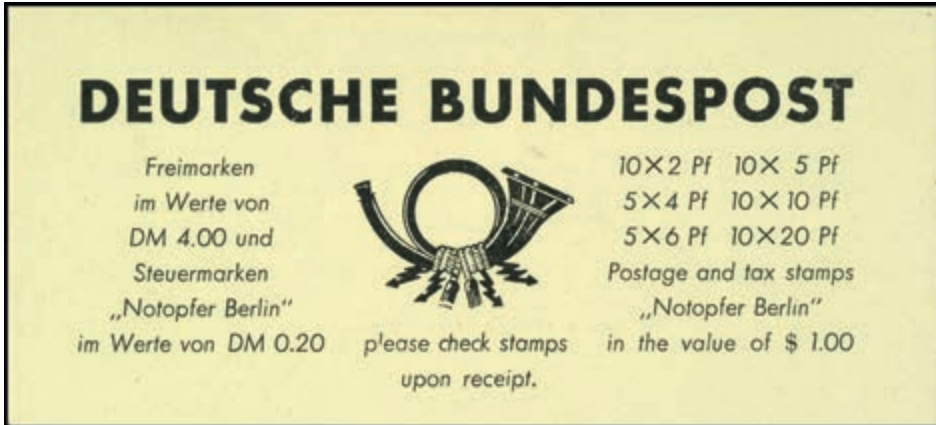 DEUTSCHE BUNDESPOST
Freimarken
im Werte von
DM 4.00 und
Steuermarken
„Notopfer Berlin"
im Werte von DM 0.20
please check stamps
upon receipt.
10×2 Pf 10× 5 Pf
5×4 Pf 10×10 Pf
5×6 Pf 10×20 Pf
Postage and tax stamps
„Notopfer Berlin"
in the value of $ 1.00